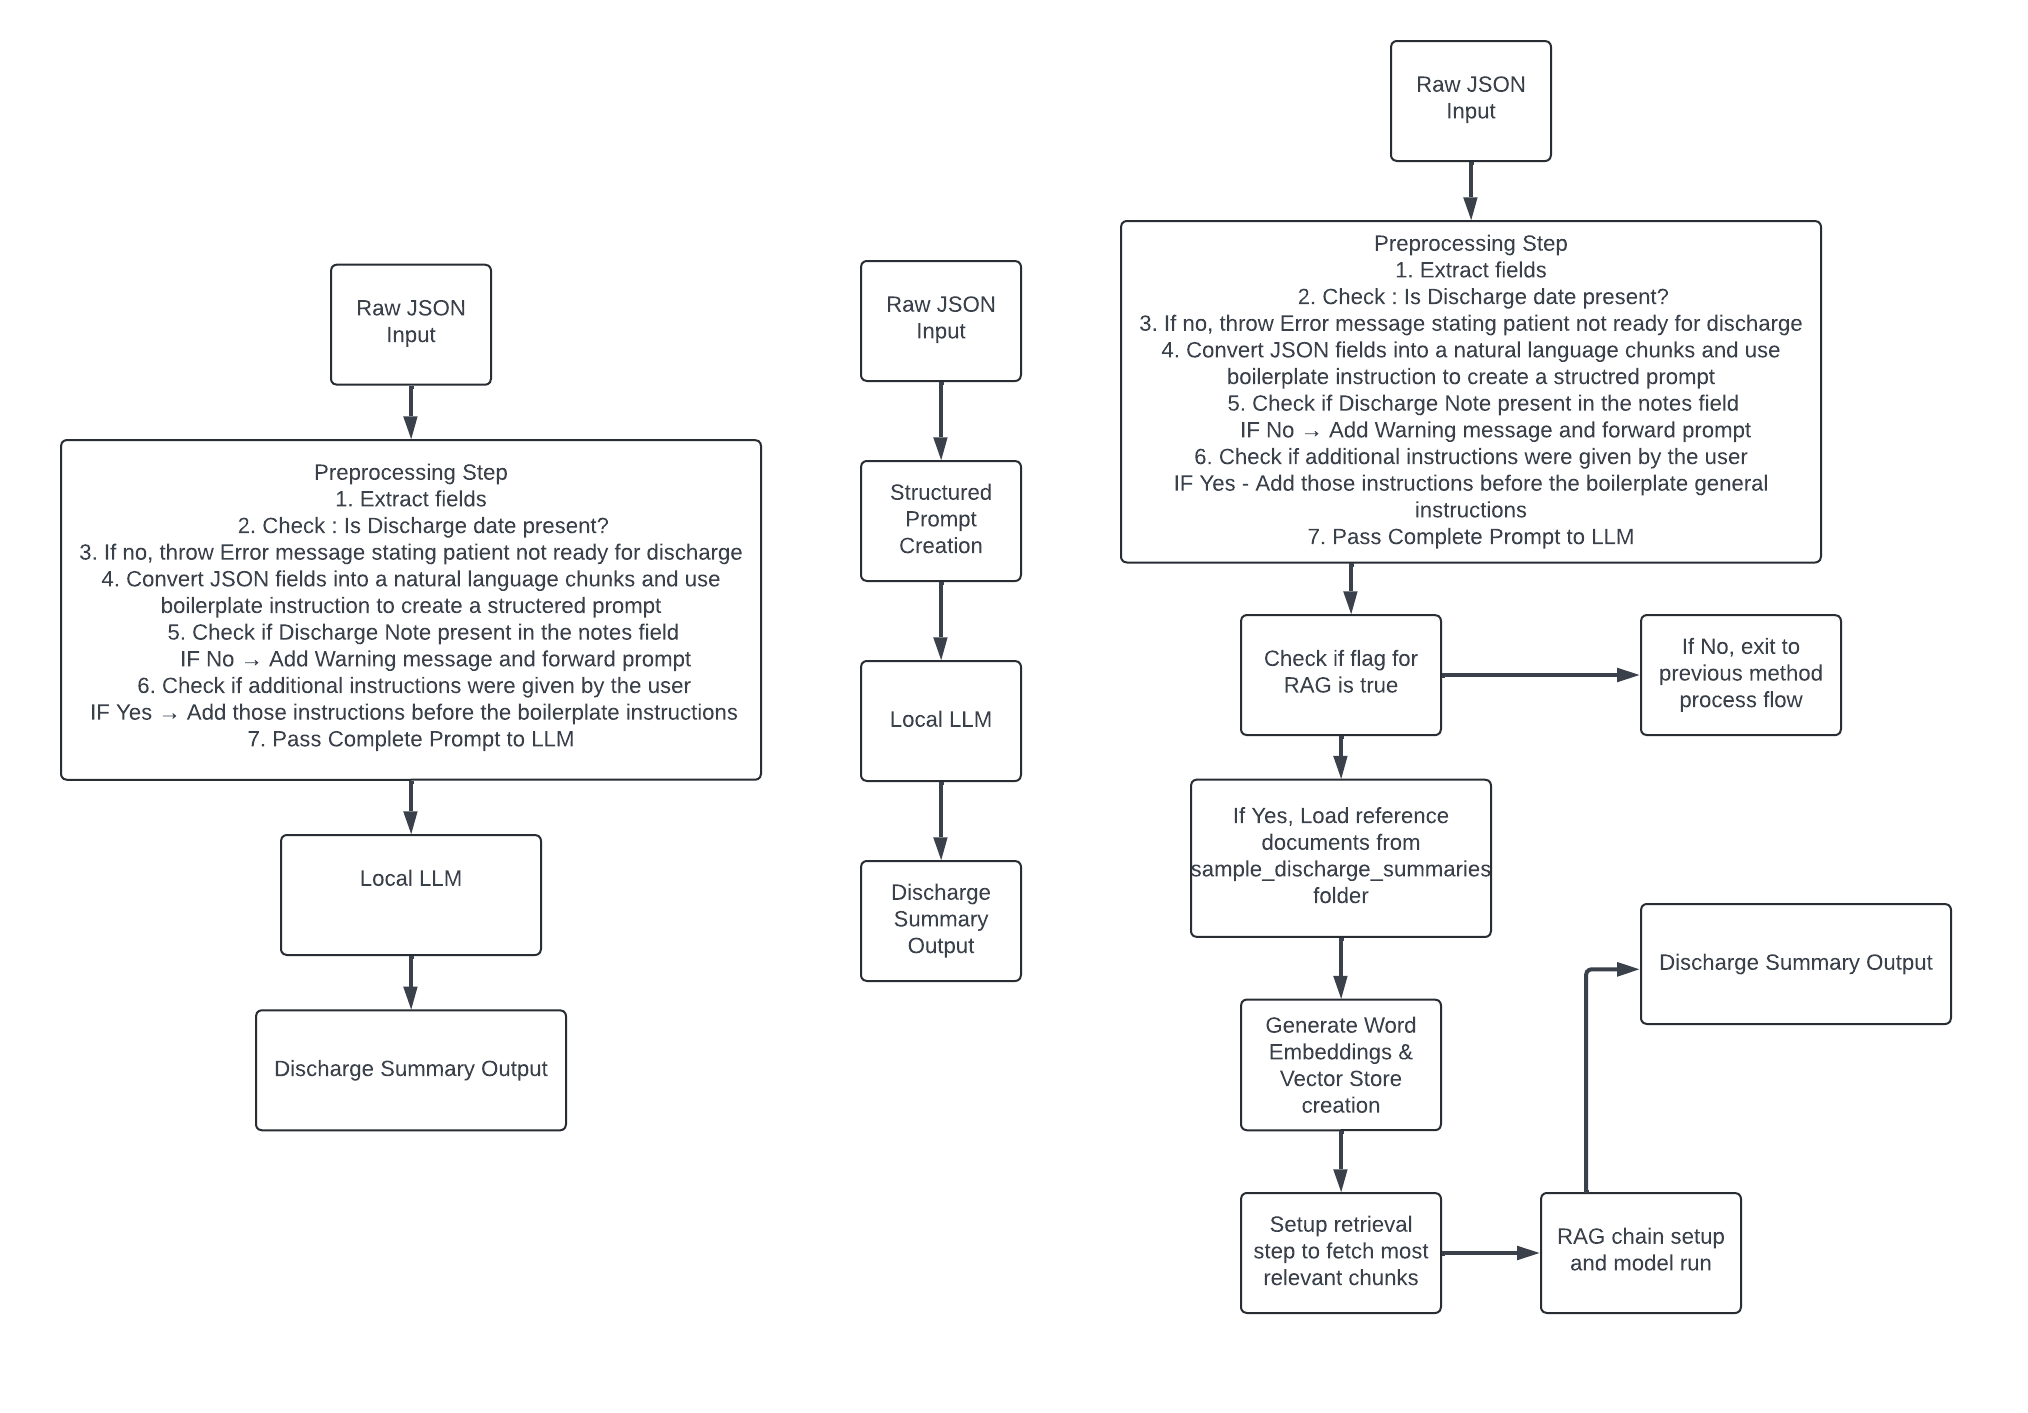 Raw JSON
Input
Preprocessing Step
1. Extract fields
2. Check : Is Discharge date present?
3. If no, throw Error message stating patient not ready for discharge
4. Convert JSON fields into a natural language chunks and use
boilerplate instruction to create a structered prompt
5. Check if Discharge Note present in the notes field
IF No → Add Warning message and forward prompt
6. Check if additional instructions were given by the user
IF Yes → Add those instructions before the boilerplate instructions
7. Pass Complete Prompt to LLM
Local LLM
Discharge Summary Output
Raw JSON
Input
Structured
Prompt
Creation
Local LLM
Discharge
Summary
Output
Raw JSON
Input
Preprocessing Step
1. Extract fields
2. Check : Is Discharge date present?
3. If no, throw Error message stating patient not ready for discharge
4. Convert JSON fields into a natural language chunks and use
boilerplate instruction to create a structred prompt
5. Check if Discharge Note present in the notes field
IF No → Add Warning message and forward prompt
6. Check if additional instructions were given by the user
IF Yes - Add those instructions before the boilerplate general
instructions
7. Pass Complete Prompt to LLM
Check if flag for
RAG is true
If No, exit to
previous method
process flow
If Yes, Load reference
documents from
sample_discharge_summaries
folder
Generate Word
Embeddings &
Vector Store
creation
Setup retrieval
step to fetch most
relevant chunks
RAG chain setup
and model run
Discharge Summary Output